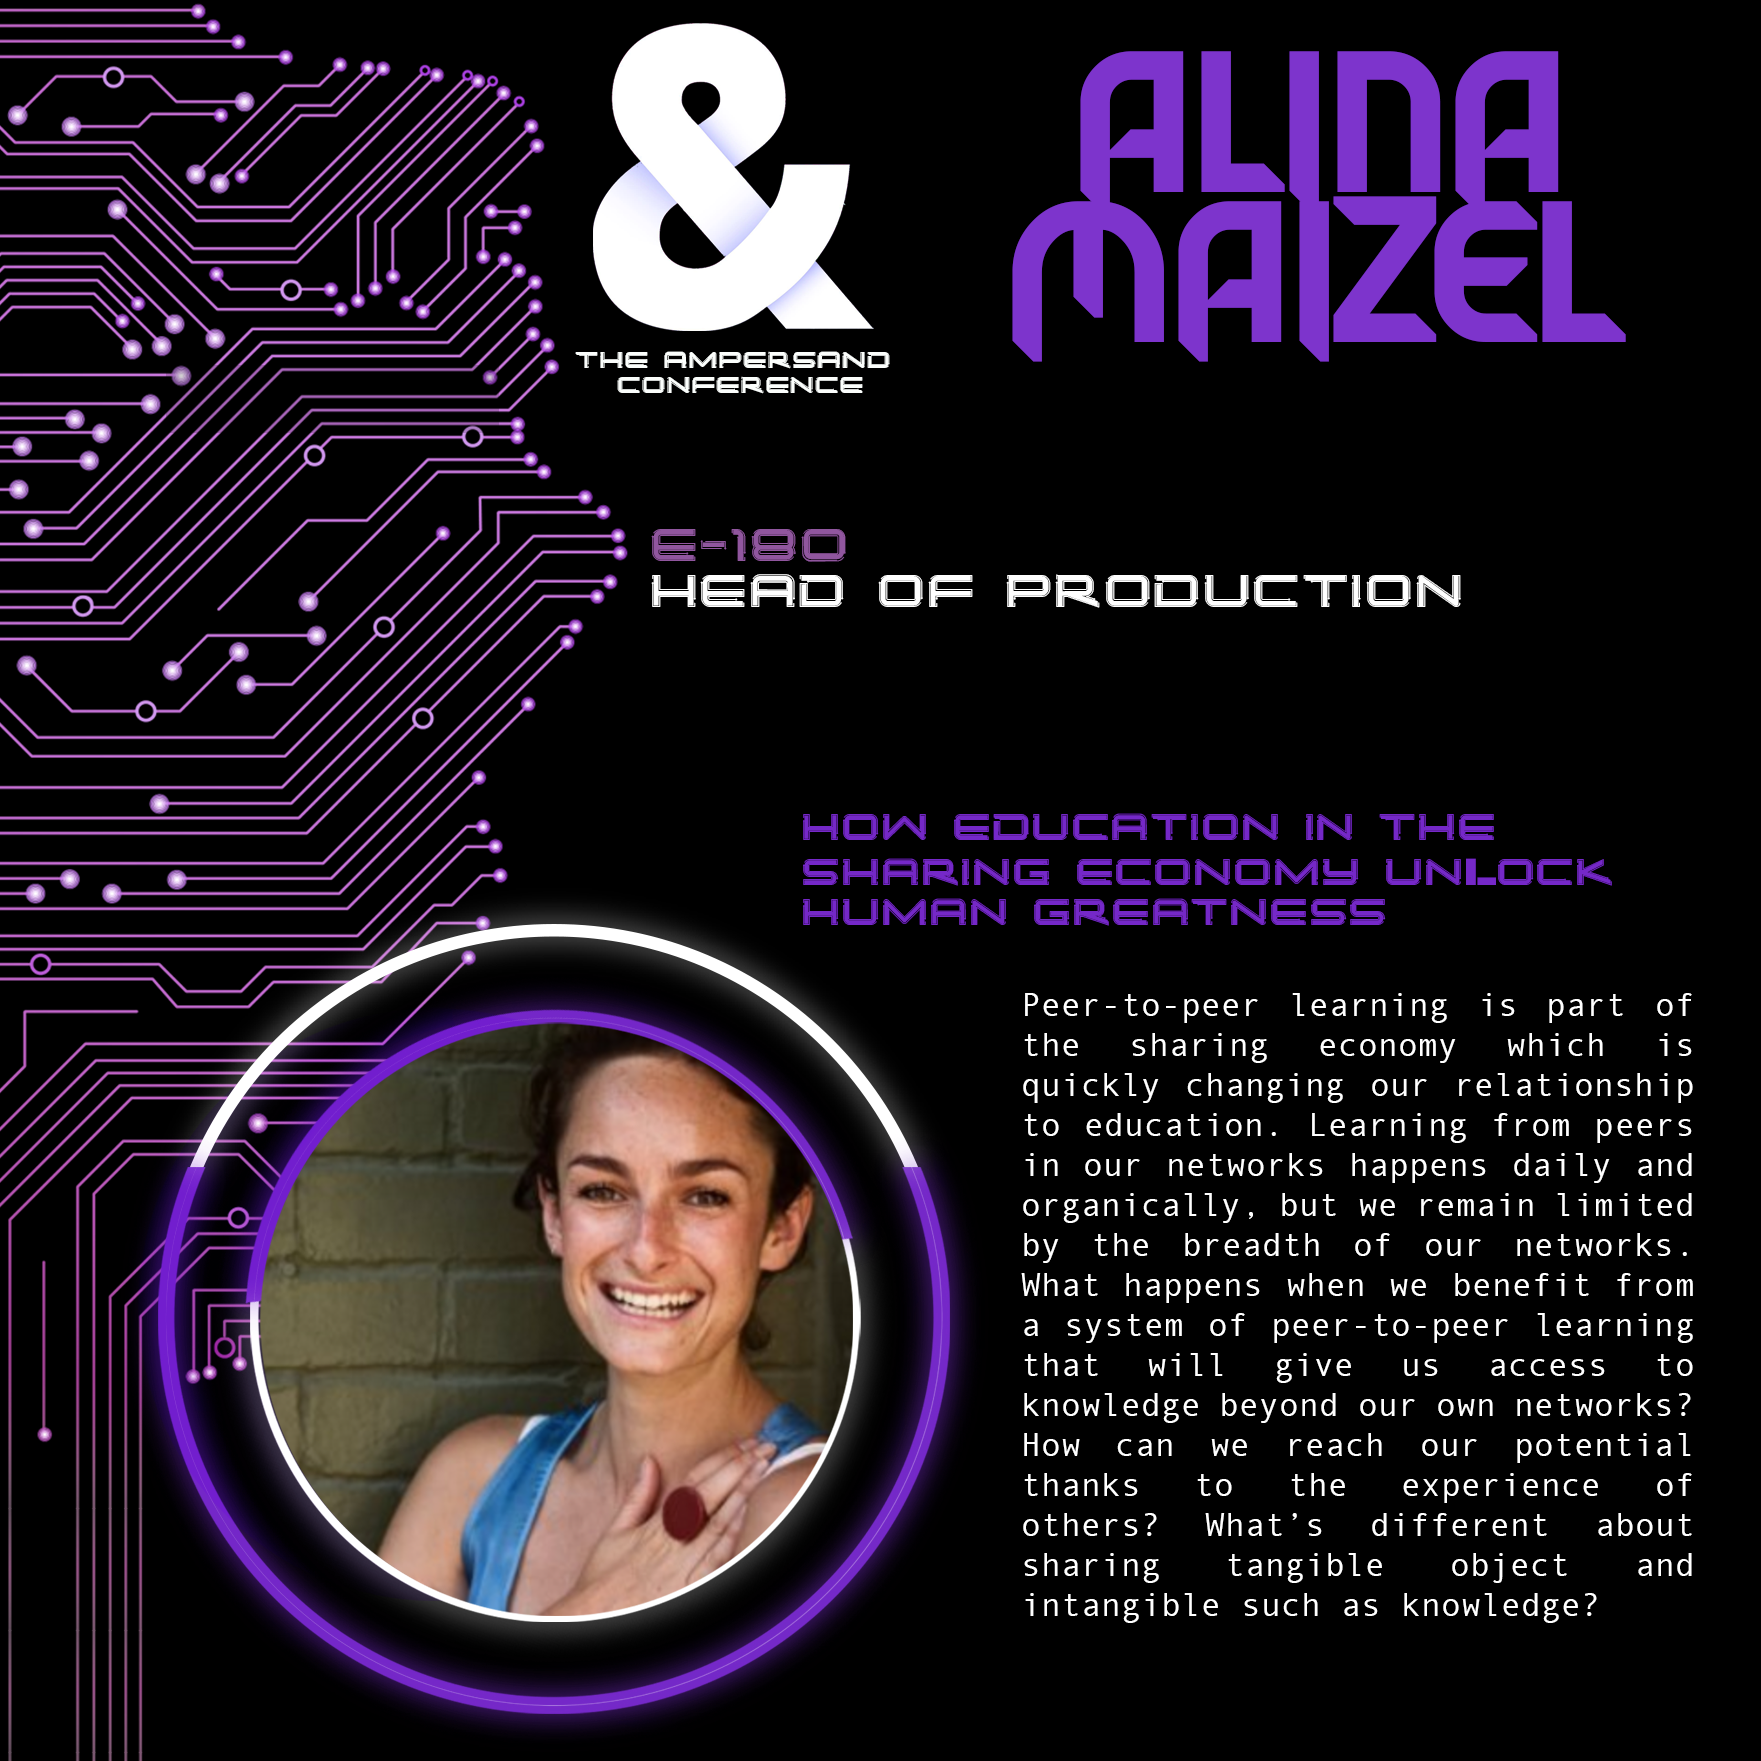 &
THE AMPERSAND
CONFERENCE
ALINA
MAIZEL
E-180
HEAD OF PRODUCTION
HOW EDUCATION IN THE
SHARING ECONOMY UNLOCK
HUMAN GREATNESS
Peer-to-peer learning is part of
the sharing economy which is
quickly changing our relationship
to education. Learning from peers
in our networks happens daily and
organically, but we remain limited
by the breadth of our networks.
What happens when we benefit from
a system of peer-to-peer learning
that will give us access to
knowledge beyond our own networks?
How can we reach our potential
thanks to the experience of
others? What’s different about
sharing tangible object and
intangible such as knowledge?